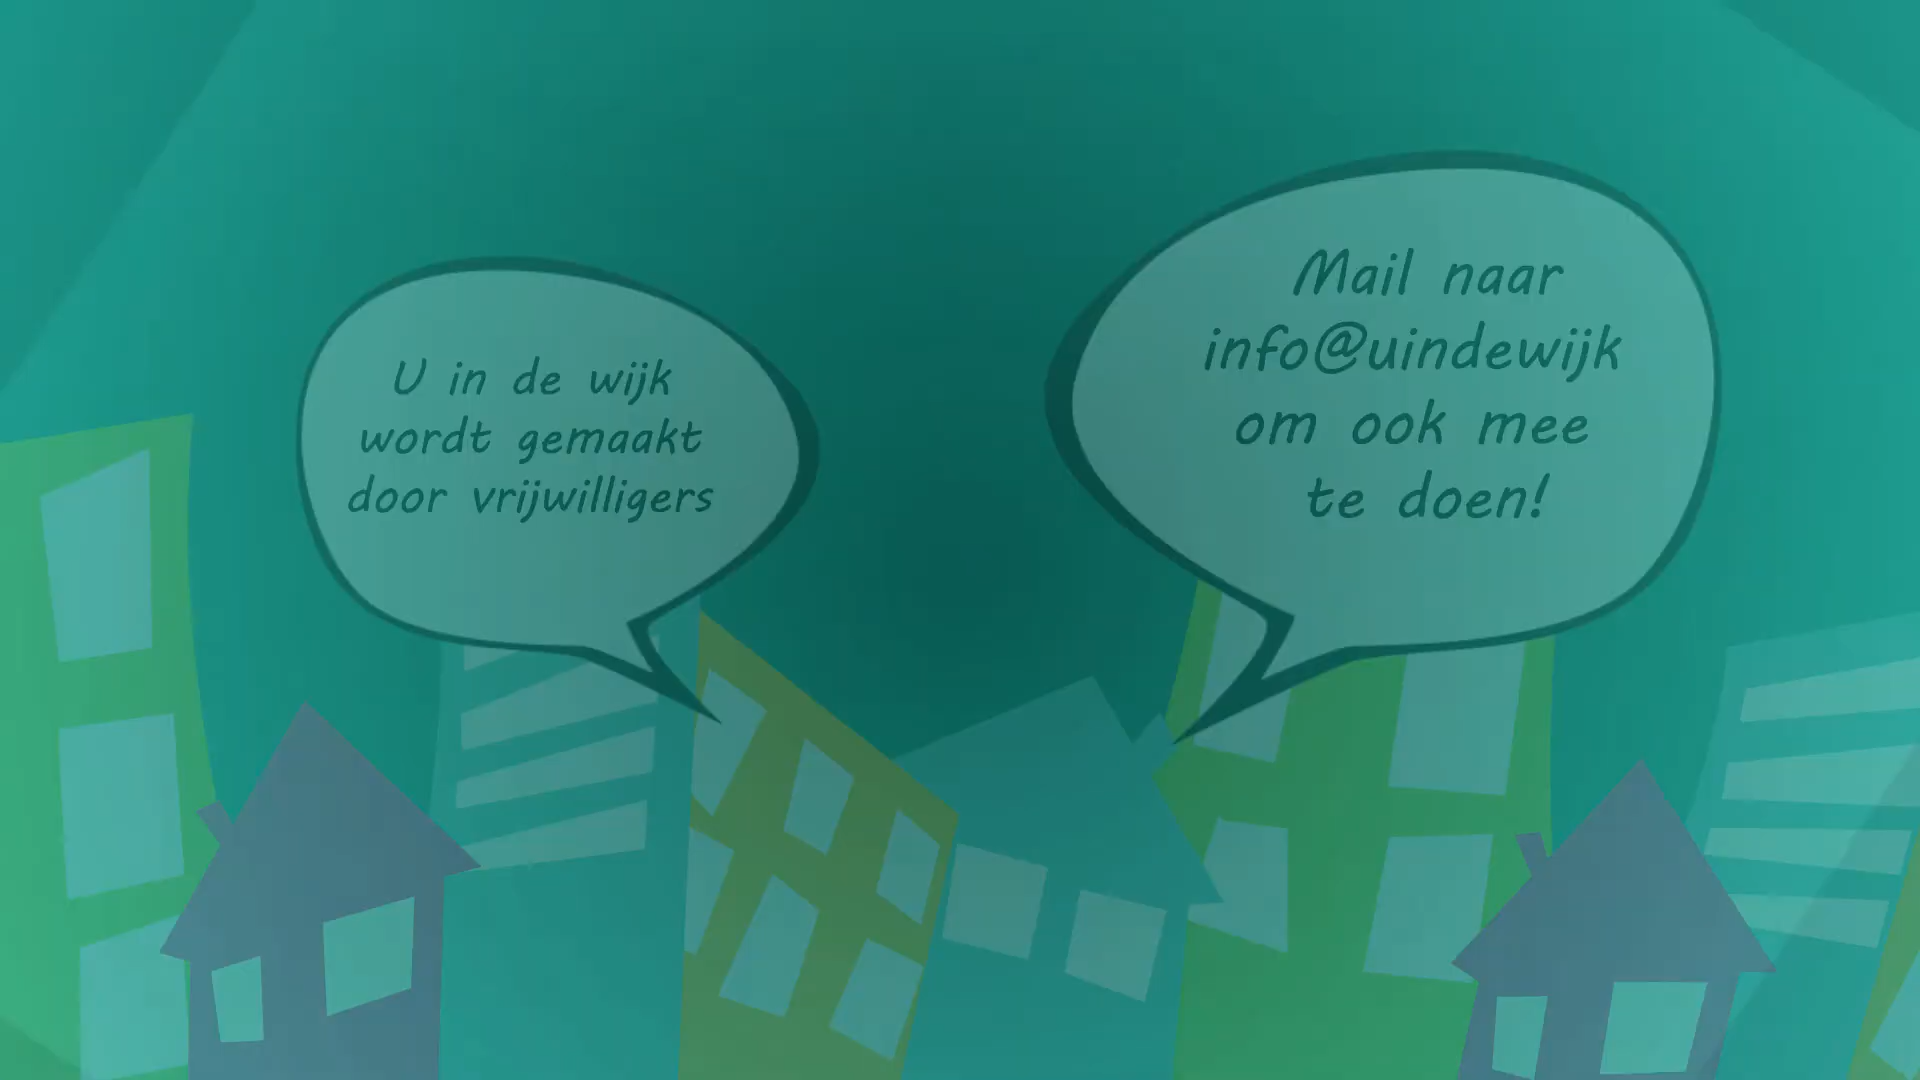 U in de wijk
wordt gemaakt
door vrijwilligers
Mail naar
info@uindewijk
om ook mee
te doen!